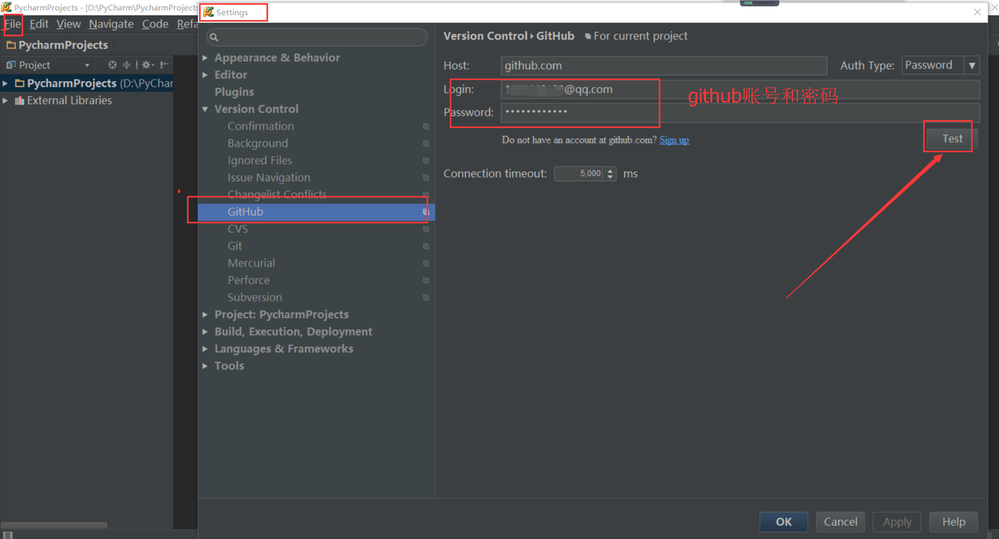 PycharmProjects - [D:\PyCharm\PycharmProjects
File Edit View Navigate Code Refa
PycharmProjects
Project
PycharmProjects (D:\PyChar
External Libraries
Settings
Appearance & Behavior
Editor
Plugins
Version Control
Confirmation
Background
Ignored Files
Issue Navigation
Changelist Conflicts
GitHub
CVS
Git
Mercurial
Perforce
Subversion
Project: PycharmProjects
Build, Execution, Deployment
Languages & Frameworks
Tools
Version Control › GitHub For current project
Host: github.com Auth Type: Password
Login: @qq.com
Password: ••••••••••••
github账号和密码
Do not have an account at github.com? Sign up
Test
Connection timeout: 5,000 ms
OK Cancel Apply Help